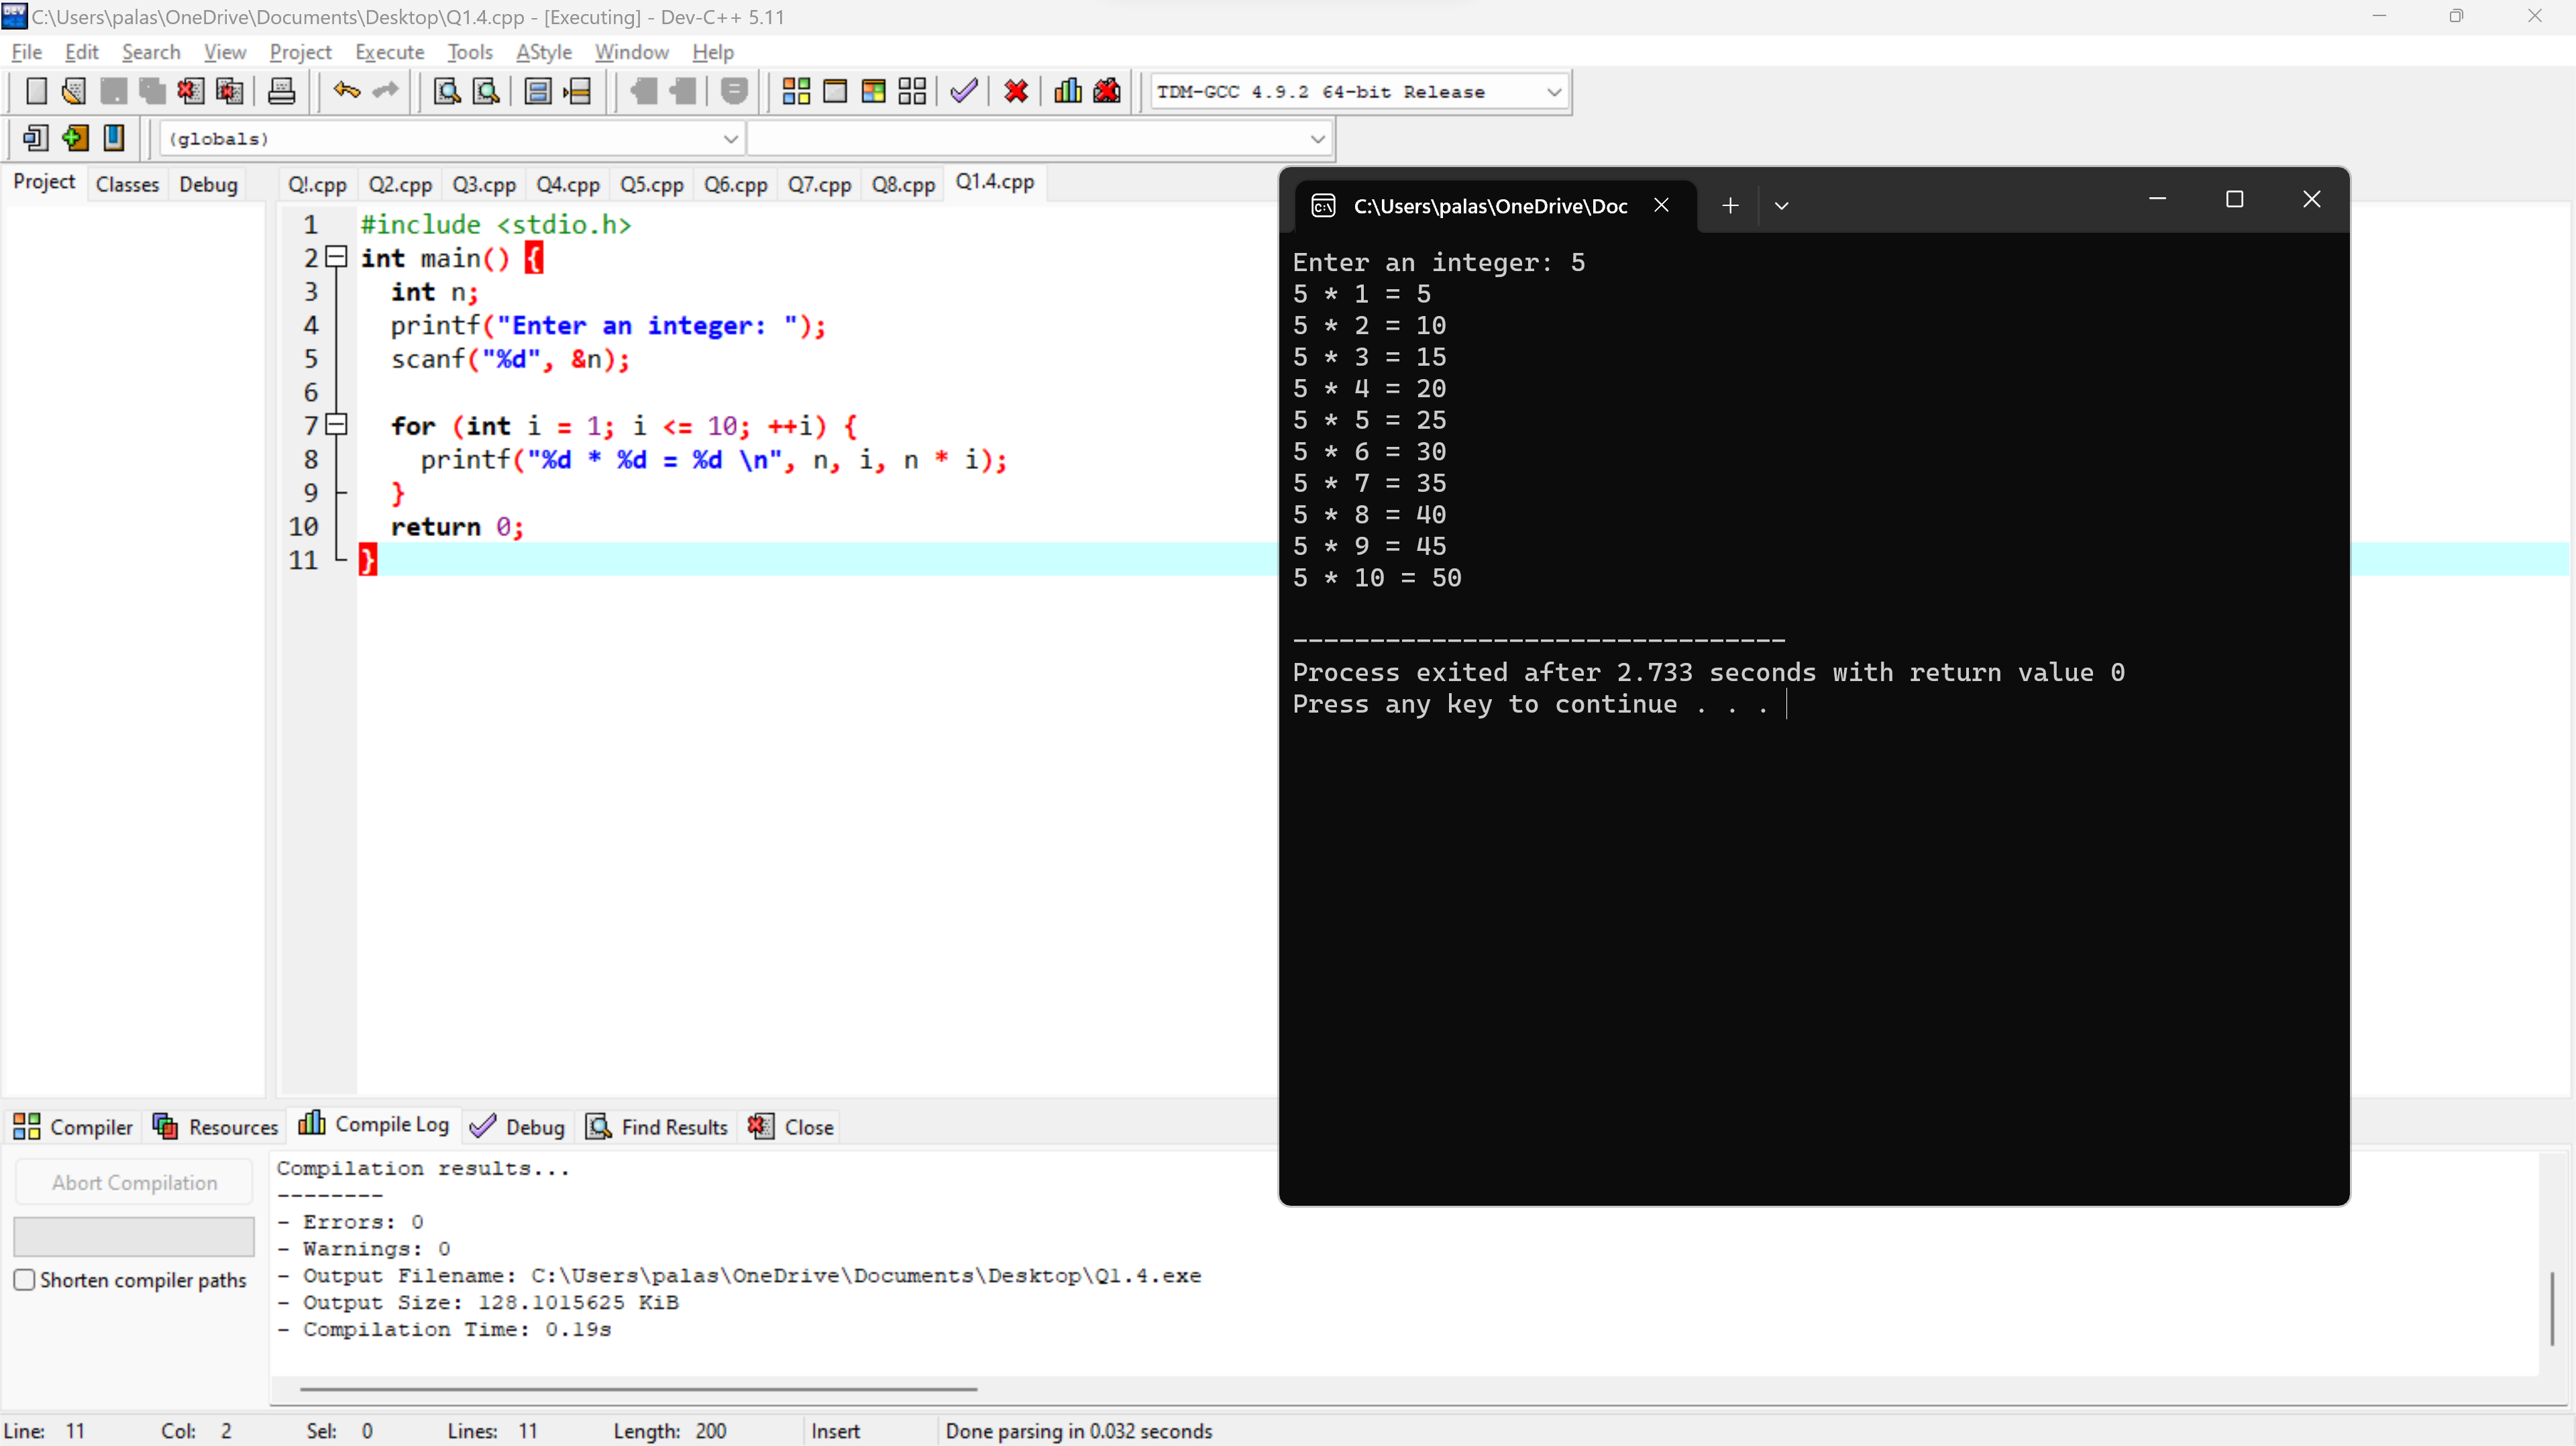 C:\Users\palas\OneDrive\Documents\Desktop\Q1.4.cpp - [Executing] - Dev-C++ 5.11
File Edit Search View Project Execute Tools AStyle Window Help
TDM-GCC 4.9.2 64-bit Release
(globals)
Project Classes Debug
Q!.cpp Q2.cpp Q3.cpp Q4.cpp Q5.cpp Q6.cpp Q7.cpp Q8.cpp Q1.4.cpp
1 #include <stdio.h>
2 int main() {
3   int n;
4   printf("Enter an integer: ");
5   scanf("%d", &n);
6
7   for (int i = 1; i <= 10; ++i) {
8     printf("%d * %d = %d \n", n, i, n * i);
9   }
10   return 0;
11 }
C:\Users\palas\OneDrive\Doc
Enter an integer: 5
5 * 1 = 5
5 * 2 = 10
5 * 3 = 15
5 * 4 = 20
5 * 5 = 25
5 * 6 = 30
5 * 7 = 35
5 * 8 = 40
5 * 9 = 45
5 * 10 = 50
--------------------------------
Process exited after 2.733 seconds with return value 0
Press any key to continue . . .
Compiler Resources Compile Log Debug Find Results Close
Abort Compilation
Shorten compiler paths
Compilation results...
--------
- Errors: 0
- Warnings: 0
- Output Filename: C:\Users\palas\OneDrive\Documents\Desktop\Q1.4.exe
- Output Size: 128.1015625 KiB
- Compilation Time: 0.19s
Line: 11 Col: 2 Sel: 0 Lines: 11 Length: 200 Insert Done parsing in 0.032 seconds